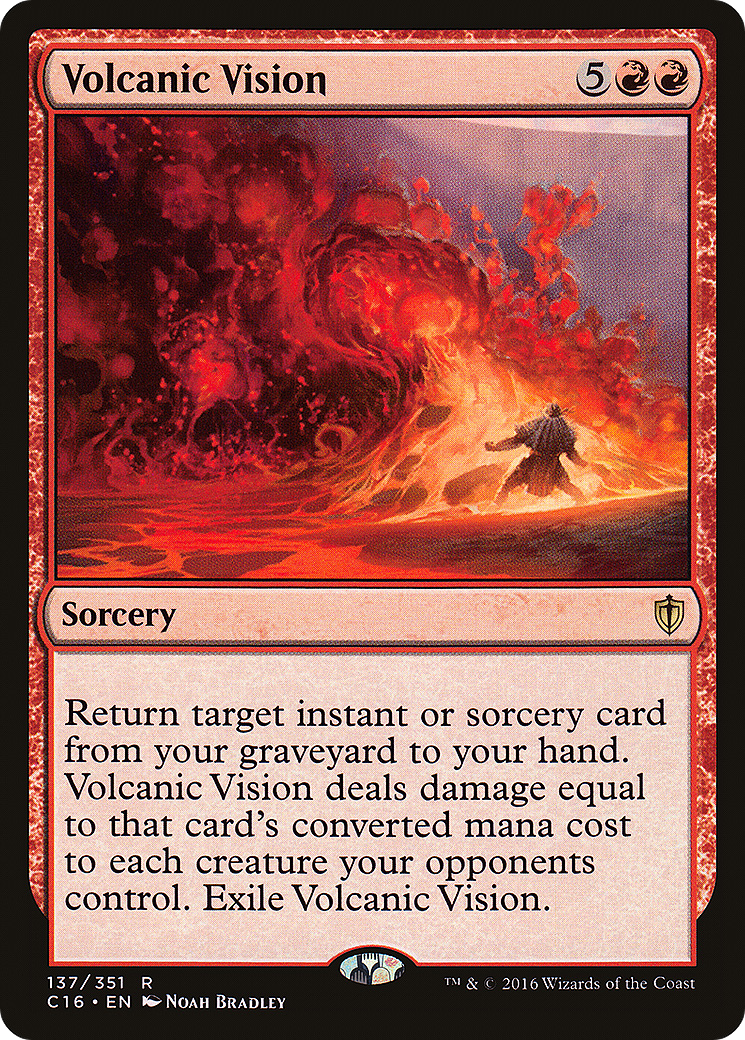 Volcanic Vision 5
Sorcery
Return target instant or sorcery card
from your graveyard to your hand.
Volcanic Vision deals damage equal
to that card's converted mana cost
to each creature your opponents
control. Exile Volcanic Vision.
137/351 R
C16 • EN Noah Bradley
™ & © 2016 Wizards of the Coast